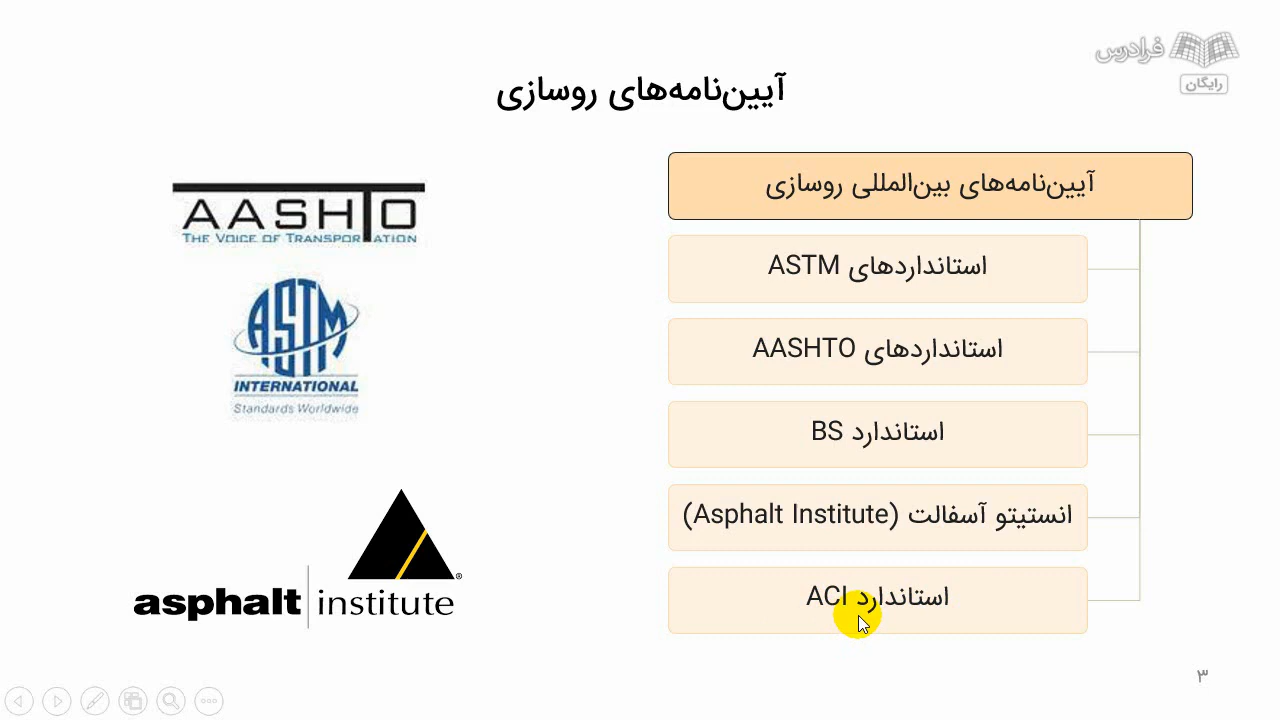 فرادرس
رایگان
آیین‌نامه‌های روسازی
آیین‌نامه‌های بین‌المللی روسازی
استانداردهای ASTM
استانداردهای AASHTO
استاندارد BS
انستیتو آسفالت (Asphalt Institute)
استاندارد ACI
AASHTO
THE VOICE OF TRANSPORTATION
ASTM
INTERNATIONAL
Standards Worldwide
asphalt institute ®
۳